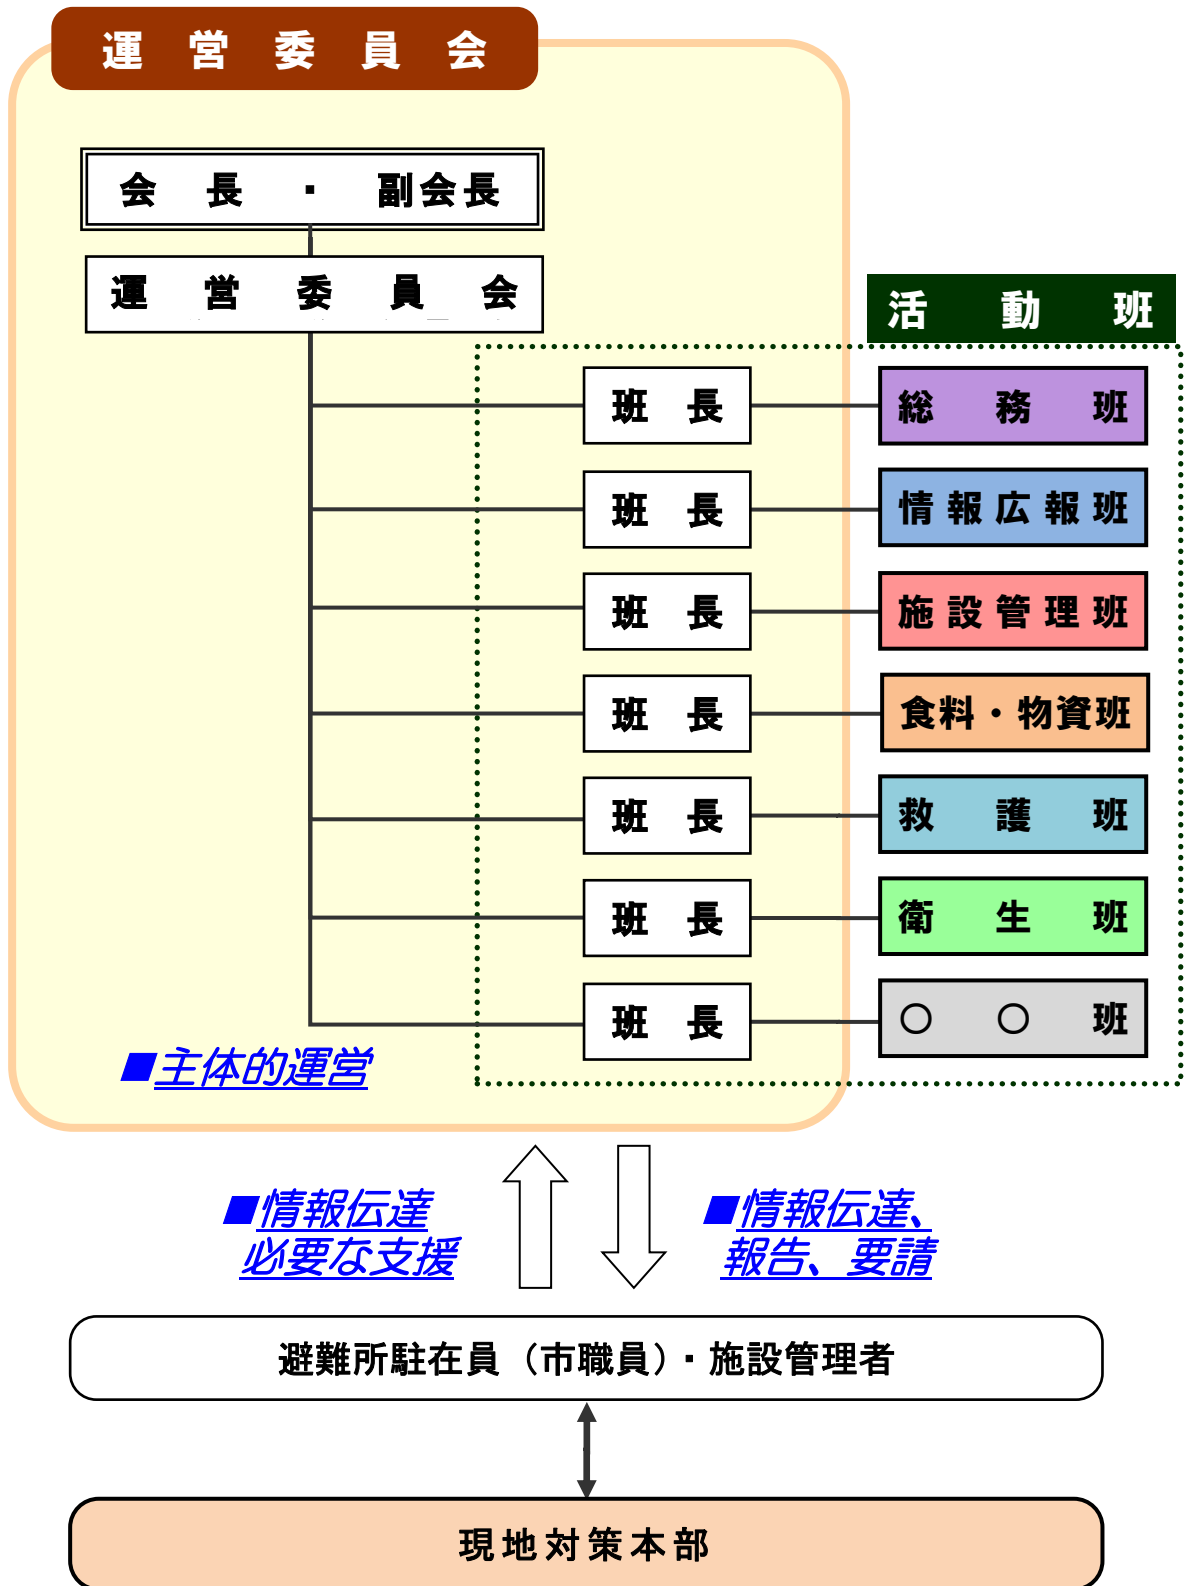 運営委員会
会長・副会長
運営委員会
活動班
班長 総務班
班長 情報広報班
班長 施設管理班
班長 食料・物資班
班長 救護班
班長 衛生班
班長 〇〇班
■主体的運営
■情報伝達
必要な支援
■情報伝達、
報告、要請
避難所駐在員（市職員）・施設管理者
現地対策本部